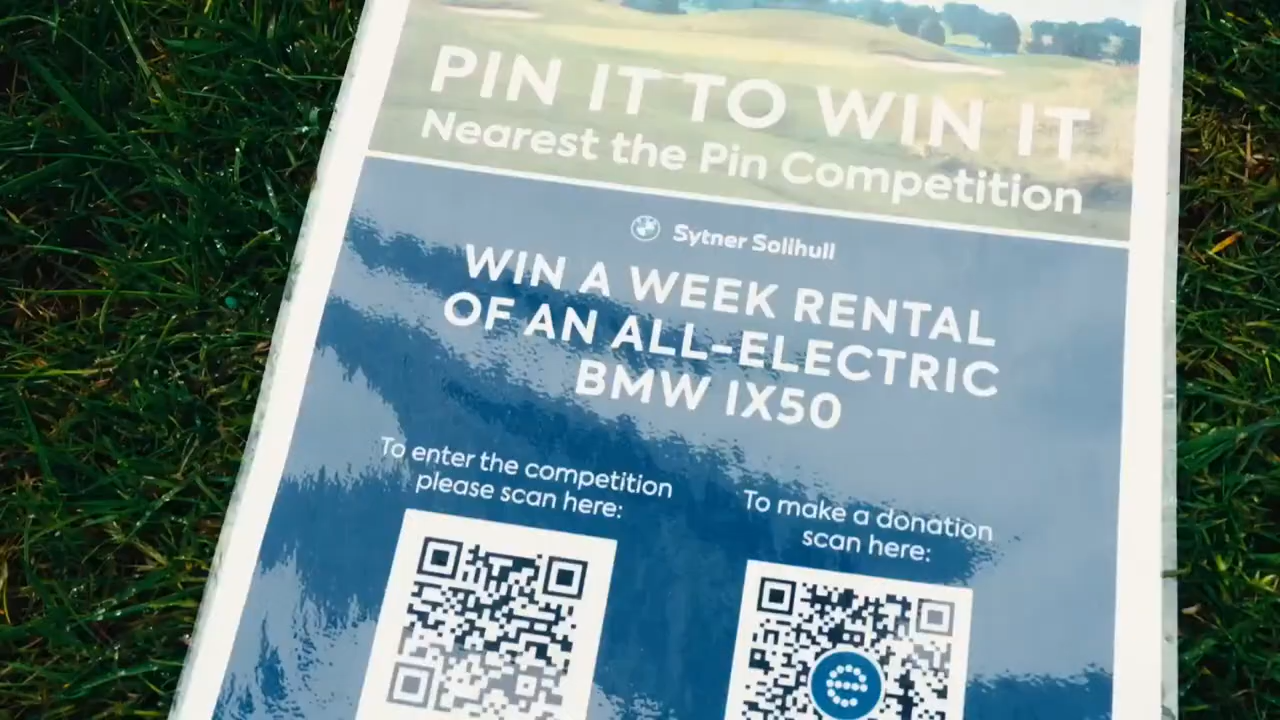 PIN IT TO WIN IT
Nearest the Pin Competition
Sytner Solihull
WIN A WEEK RENTAL
OF AN ALL-ELECTRIC
BMW IX50
To enter the competition
please scan here:
To make a donation
scan here: